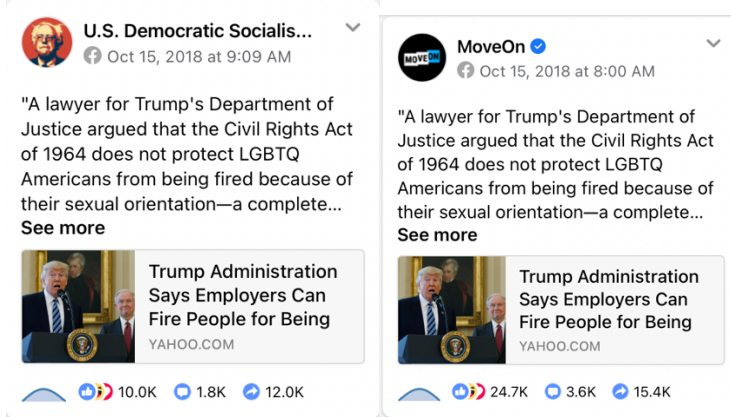 U.S. Democratic Socialis...
Oct 15, 2018 at 9:09 AM
"A lawyer for Trump's Department of
Justice argued that the Civil Rights Act
of 1964 does not protect LGBTQ
Americans from being fired because of
their sexual orientation—a complete...
See more
Trump Administration
Says Employers Can
Fire People for Being
YAHOO.COM
10.0K 1.8K 12.0K
MOVEON
MoveOn
Oct 15, 2018 at 8:00 AM
"A lawyer for Trump's Department of
Justice argued that the Civil Rights Act
of 1964 does not protect LGBTQ
Americans from being fired because of
their sexual orientation—a complete...
See more
Trump Administration
Says Employers Can
Fire People for Being
YAHOO.COM
24.7K 3.6K 15.4K